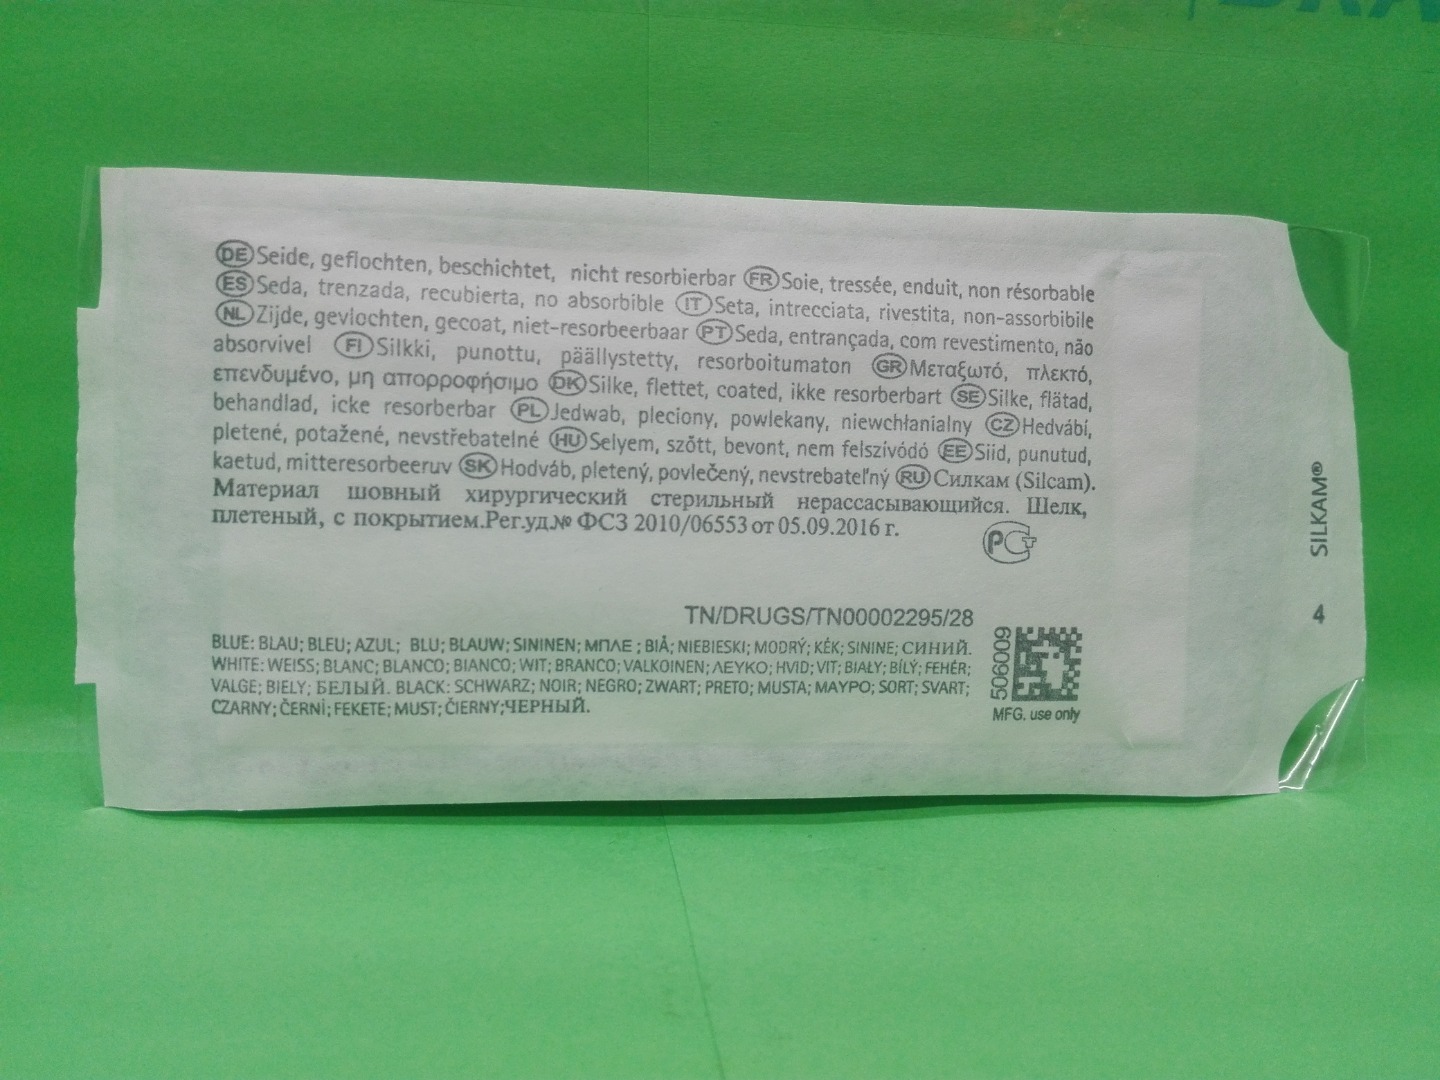 DE Seide, geflochten, beschichtet, nicht resorbierbar FR Soie, tressée, enduit, non résorbable
ES Seda, trenzada, recubierta, no absorbible IT Seta, intrecciata, rivestita, non-assorbibile
NL Zijde, gevlochten, gecoat, niet-resorbeerbaar PT Seda, entrançada, com revestimento, não
absorvivel FI Silkki, punottu, päällystetty, resorboitumaton GR Μεταξωτό, πλεκτό,
επενδυμένο, μη απορροφήσιμο DK Silke, flettet, coated, ikke resorberbart SE Silke, flätad,
behandlad, icke resorberbar PL Jedwab, pleciony, powlekany, niewchłanialny CZ Hedvábí,
pletené, potažené, nevstřebatelné HU Selyem, szőtt, bevont, nem felszívódó EE Siid, punutud,
kaetud, mitteresorbeeruv SK Hodváb, pletený, povlečený, nevstrebateľný RU Силкам (Silcam).
Материал шовный хирургический стерильный нерассасывающийся. Шелк,
плетеный, с покрытием.Рег.уд.№ ФСЗ 2010/06553 от 05.09.2016 г.
TN/DRUGS/TN00002295/28
BLUE: BLAU; BLEU; AZUL; BLU; BLAUW; SININEN; ΜΠΛΕ ; BIÅ; NIEBIESKI; MODRÝ; KÉK; SININE; СИНИЙ.
WHITE: WEISS; BLANC; BLANCO; BIANCO; WIT; BRANCO; VALKOINEN; ΛΕΥΚΟ; HVID; VIT; BIAŁY; BÍLÝ; FEHÉR;
VALGE; BIELY; БЕЛЫЙ. BLACK: SCHWARZ; NOIR; NEGRO; ZWART; PRETO; MUSTA; ΜΑΥΡΟ; SORT; SVART;
CZARNY; ČERNÍ; FEKETE; MUST; ČIERNY;ЧЕРНЫЙ.
506009
MFG. use only
SILKAM®
4